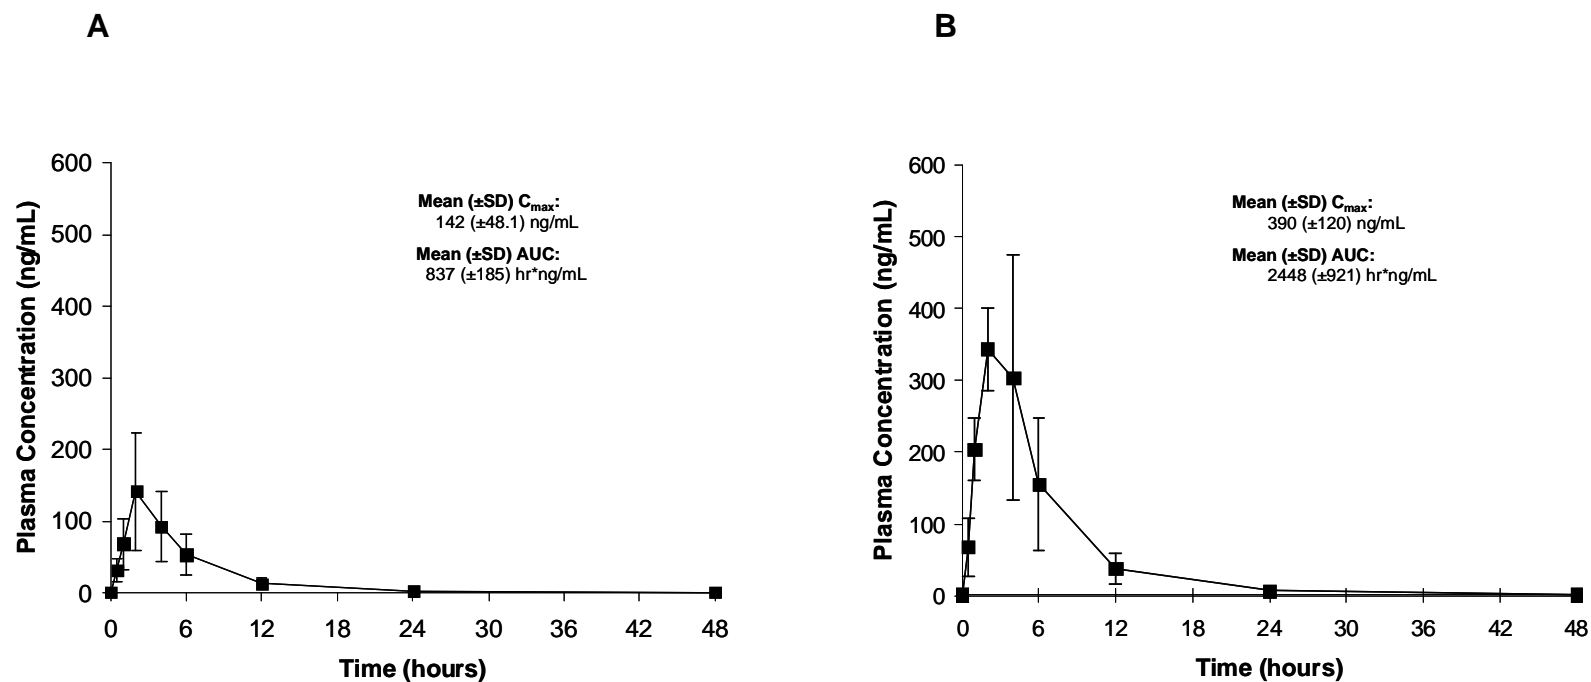 A
600
500
400
300
200
100
0
Plasma Concentration (ng/mL)
Mean (±SD) Cmax:
142 (±48.1) ng/mL
Mean (±SD) AUC:
837 (±185) hr*ng/mL
0 6 12 18 24 30 36 42 48
Time (hours)
B
600
500
400
300
200
100
0
Plasma Concentration (ng/mL)
Mean (±SD) Cmax:
390 (±120) ng/mL
Mean (±SD) AUC:
2448 (±921) hr*ng/mL
0 6 12 18 24 30 36 42 48
Time (hours)